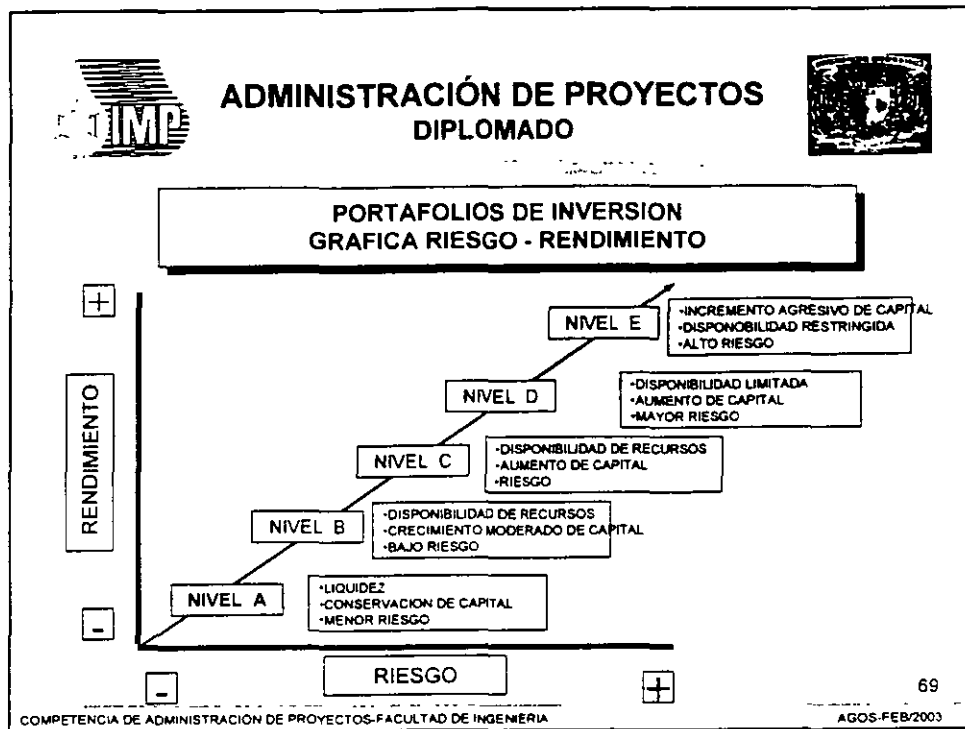 ADMINISTRACIÓN DE PROYECTOS
DIPLOMADO
IMP
PORTAFOLIOS DE INVERSION
GRAFICA RIESGO - RENDIMIENTO
+
RENDIMIENTO
-
NIVEL E
•INCREMENTO AGRESIVO DE CAPITAL
•DISPONOBILIDAD RESTRINGIDA
•ALTO RIESGO
NIVEL D
•DISPONIBILIDAD LIMITADA
•AUMENTO DE CAPITAL
•MAYOR RIESGO
NIVEL C
•DISPONIBILIDAD DE RECURSOS
•AUMENTO DE CAPITAL
•RIESGO
NIVEL B
•DISPONIBILIDAD DE RECURSOS
•CRECIMIENTO MODERADO DE CAPITAL
•BAJO RIESGO
NIVEL A
•LIQUIDEZ
•CONSERVACION DE CAPITAL
•MENOR RIESGO
-
RIESGO
+
69
COMPETENCIA DE ADMINISTRACION DE PROYECTOS-FACULTAD DE INGENIERIA
AGOS-FEB/2003